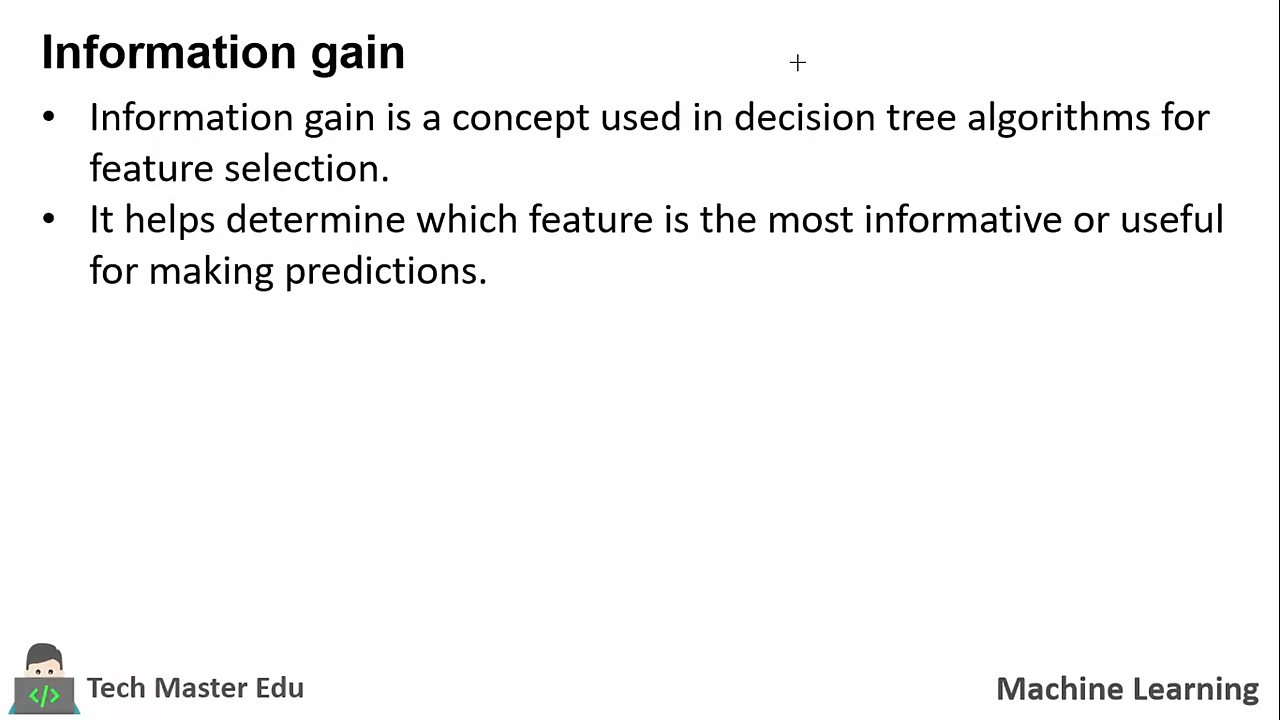 Information gain
• Information gain is a concept used in decision tree algorithms for
feature selection.
• It helps determine which feature is the most informative or useful
for making predictions.
</>
Tech Master Edu
Machine Learning